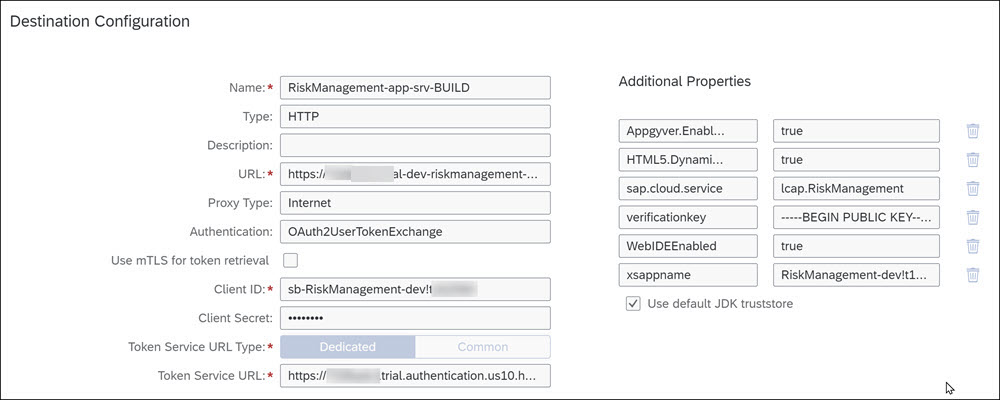 Destination Configuration
Name:* RiskManagement-app-srv-BUILD
Type: HTTP
Description:
URL:* https:/ al-dev-riskmanagement-...
Proxy Type: Internet
Authentication: OAuth2UserTokenExchange
Use mTLS for token retrieval
Client ID:* sb-RiskManagement-dev!t
Client Secret: ••••••••
Token Service URL Type:* Dedicated Common
Token Service URL:* https:/ .trial.authentication.us10.h...
Additional Properties
Appgyver.Enabl... true
HTML5.Dynami... true
sap.cloud.service lcap.RiskManagement
verificationkey -----BEGIN PUBLIC KEY--...
WebIDEEnabled true
xsappname RiskManagement-dev!t1...
Use default JDK truststore